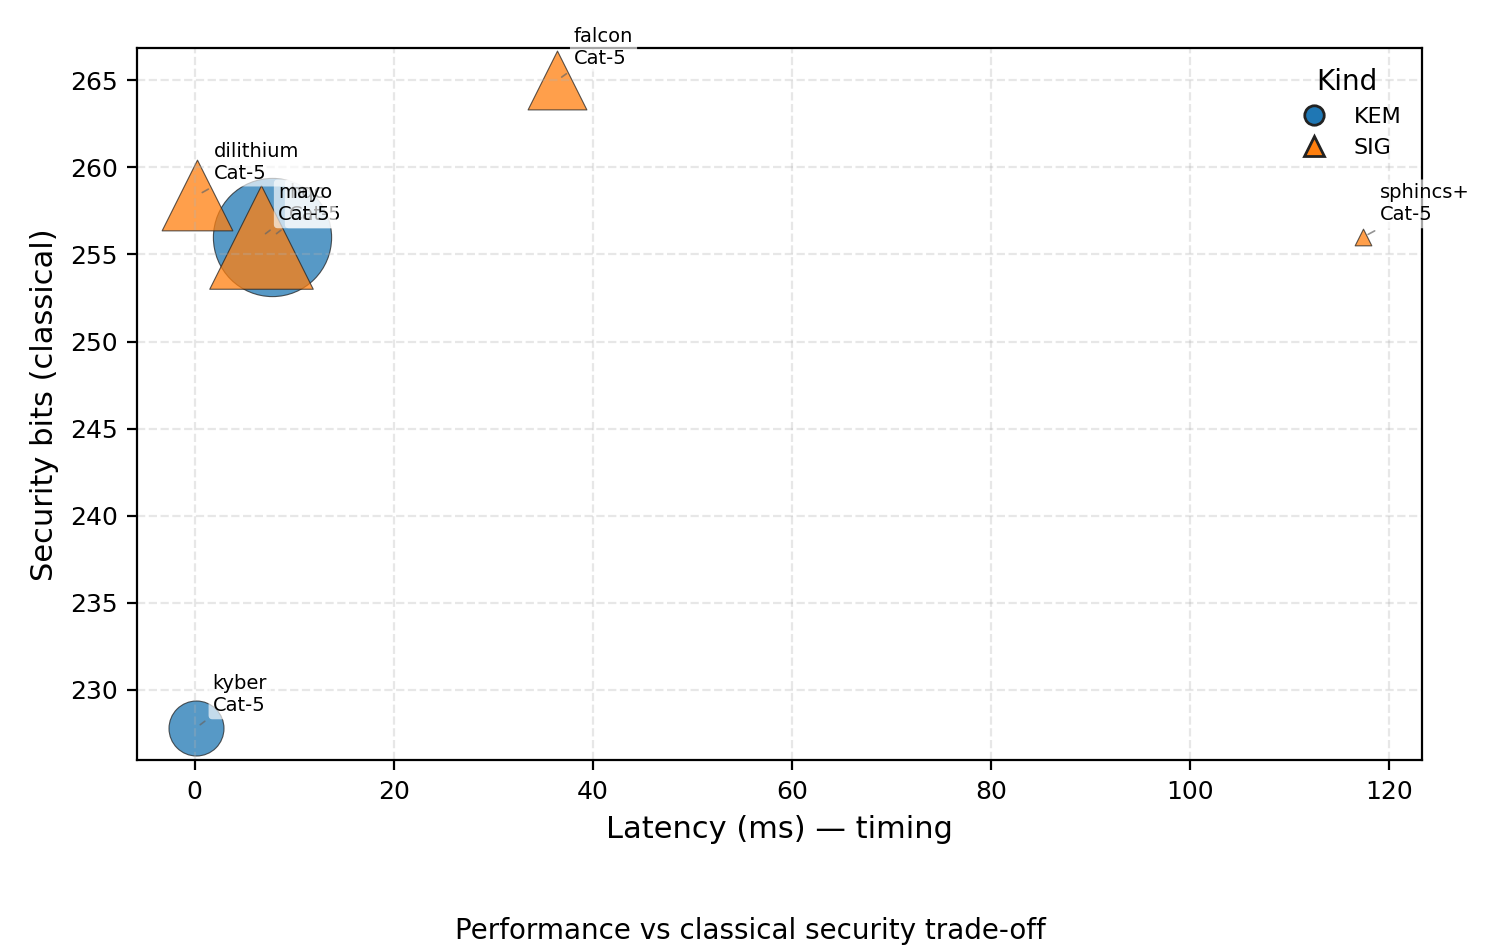 falcon
Cat-5
265
Kind
KEM
SIG
dilithium
Cat-5
260
mayo
Cat-5
sphincs+
Cat-5
255
250
245
240
235
230
kyber
Cat-5
Security bits (classical)
0
20
40
60
80
100
120
Latency (ms) — timing
Performance vs classical security trade-off